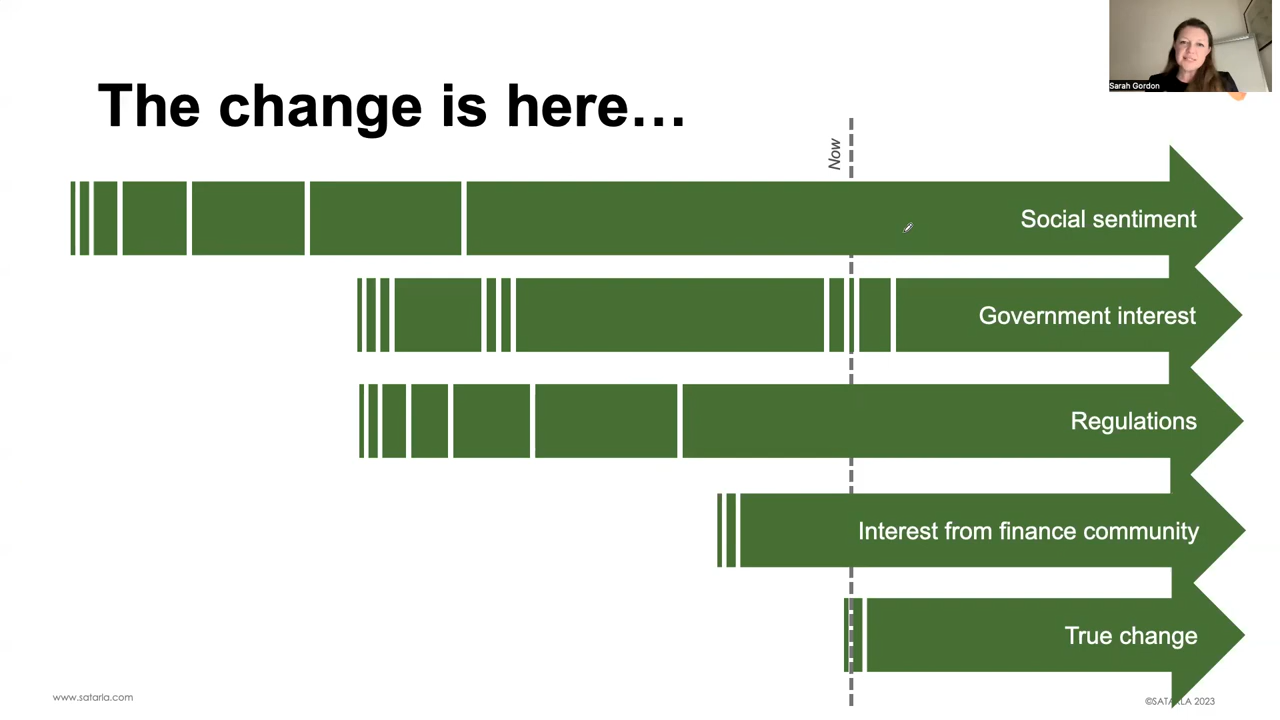 Sarah Gordon
The change is here…
Now
Social sentiment
Government interest
Regulations
Interest from finance community
True change
www.satarla.com
©SATARLA 2023